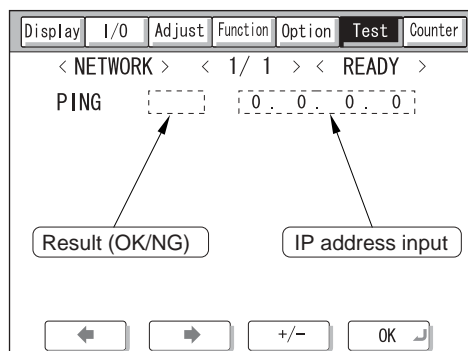 Display I/O Adjust Function Option Test Counter
< NETWORK > < 1/ 1 > < READY >
PING 0. 0. 0. 0
Result (OK/NG) IP address input
+/− OK